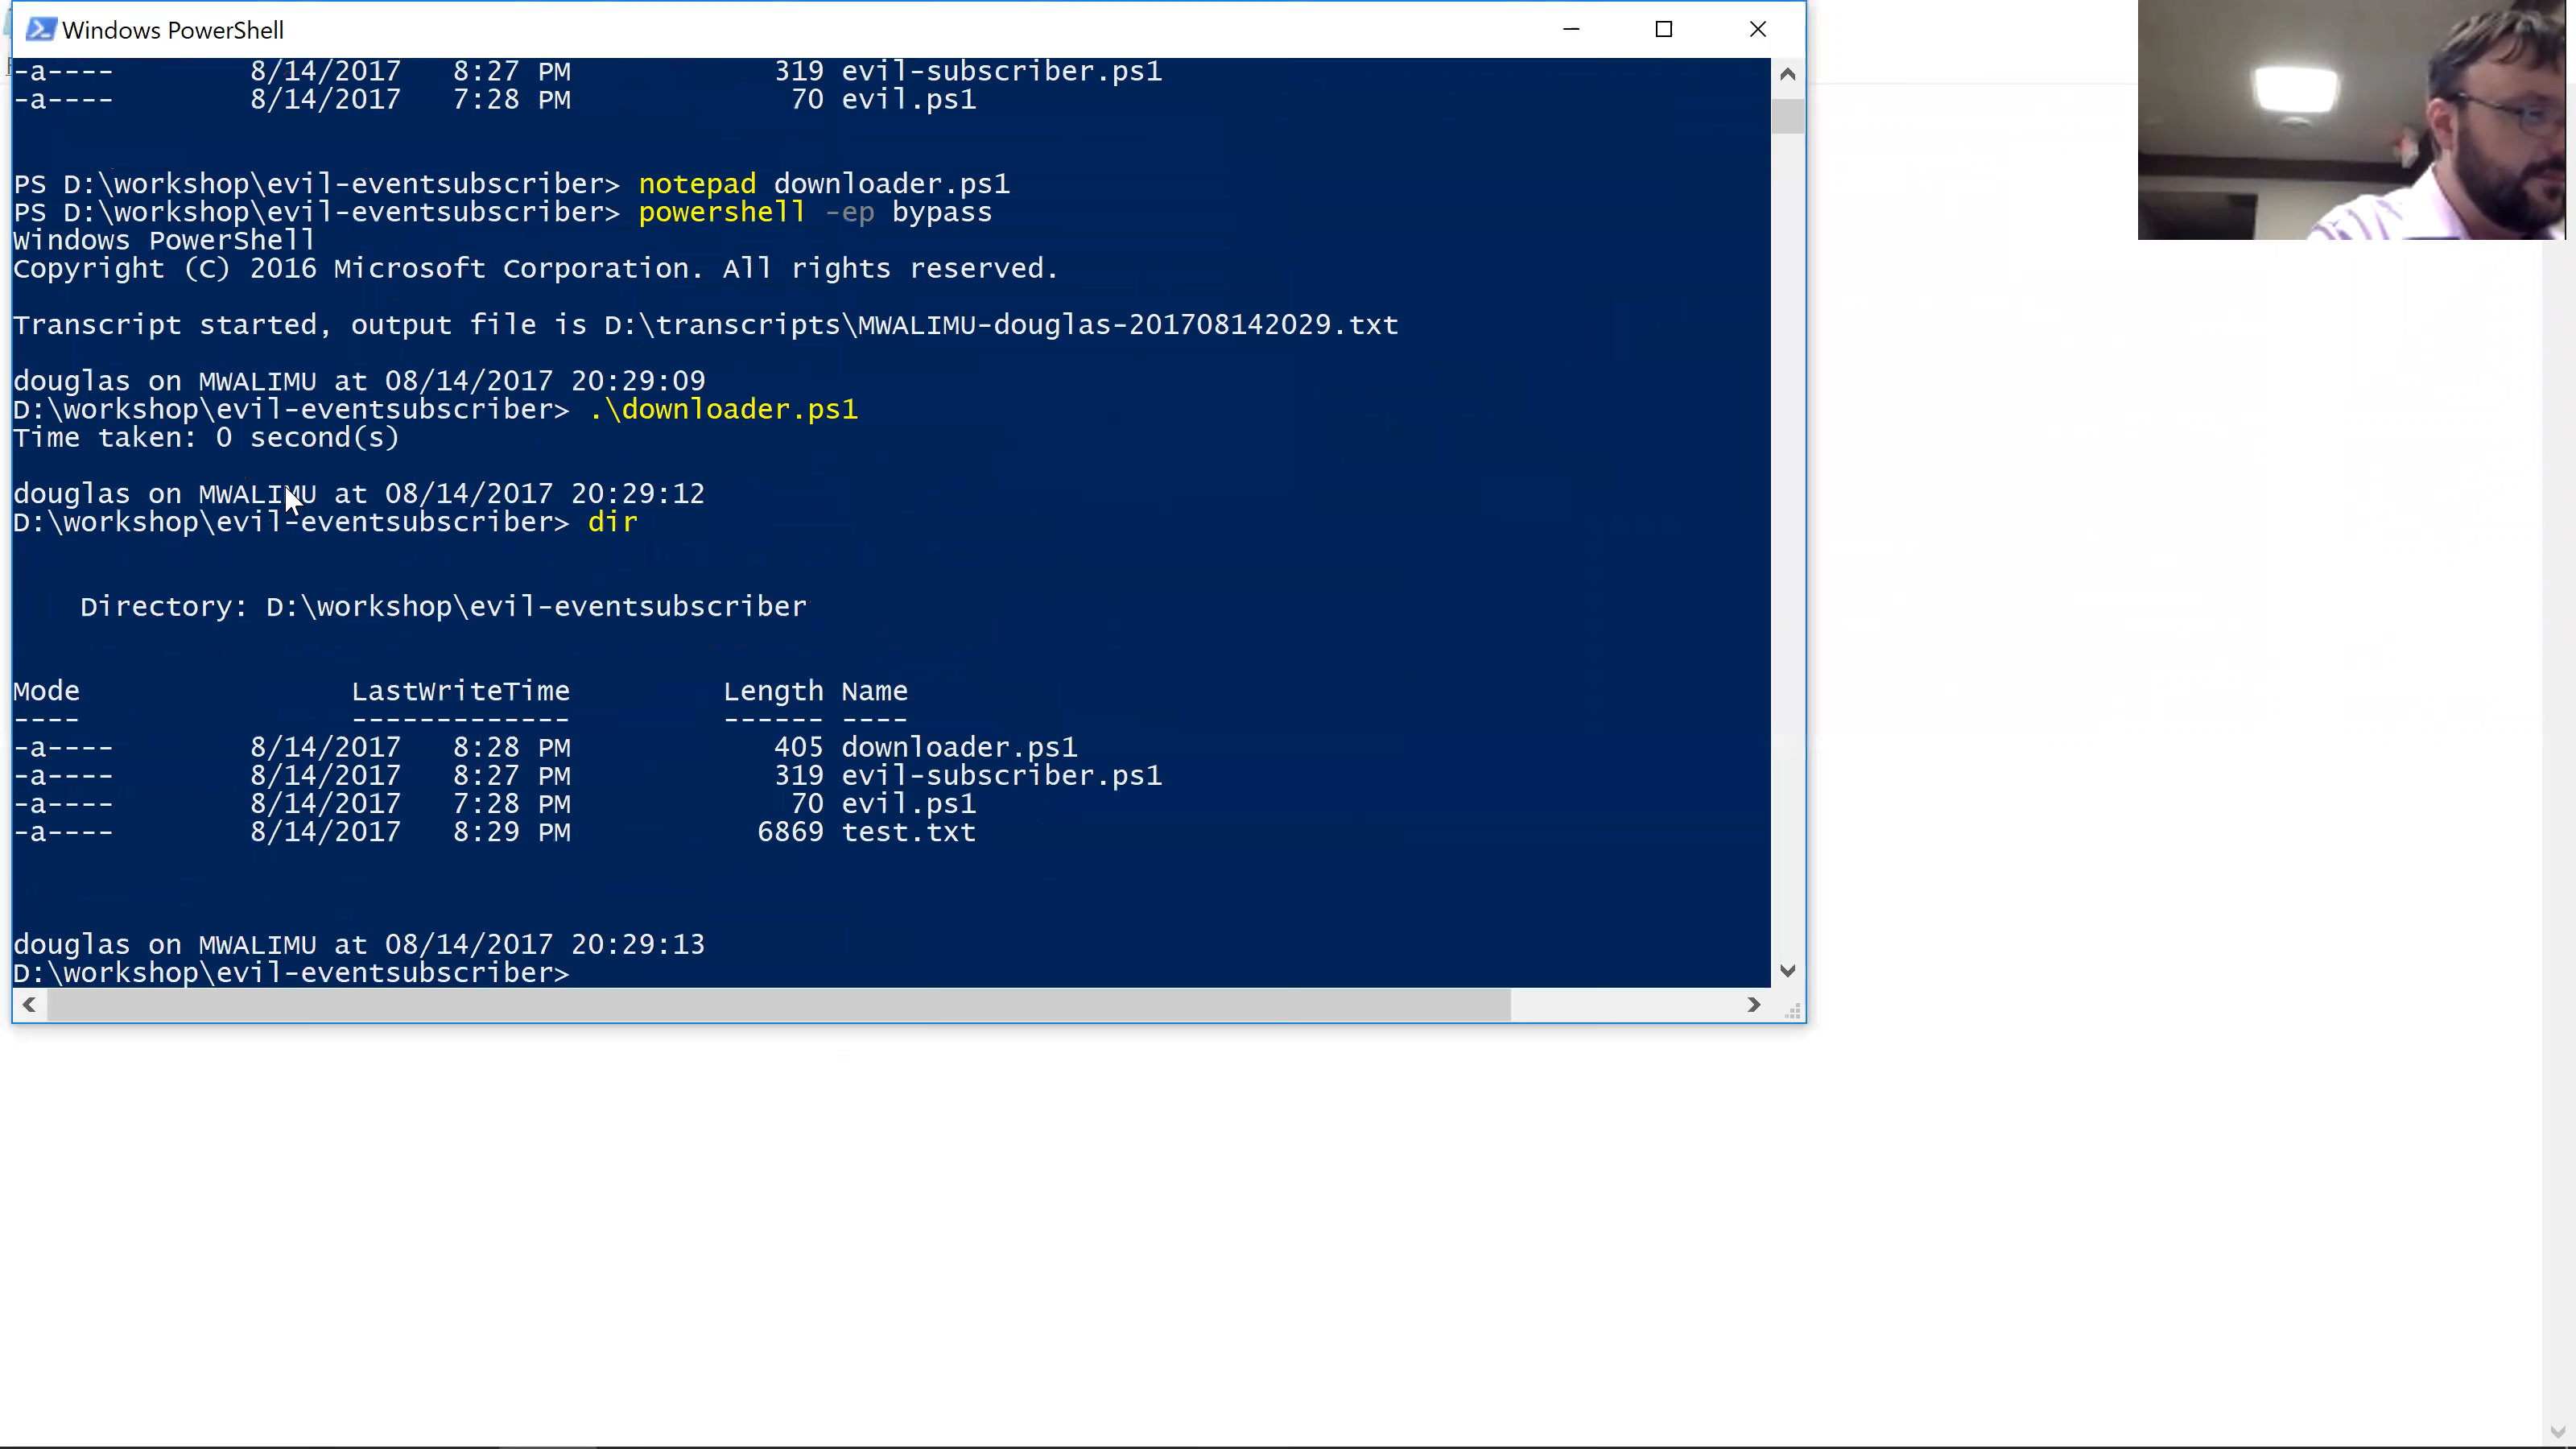 Windows PowerShell
-a---- 8/14/2017 8:27 PM 319 evil-subscriber.ps1
-a---- 8/14/2017 7:28 PM 70 evil.ps1
PS D:\workshop\evil-eventsubscriber> notepad downloader.ps1
PS D:\workshop\evil-eventsubscriber> powershell -ep bypass
Windows PowerShell
Copyright (C) 2016 Microsoft Corporation. All rights reserved.
Transcript started, output file is D:\transcripts\MWALIMU-douglas-201708142029.txt
douglas on MWALIMU at 08/14/2017 20:29:09
D:\workshop\evil-eventsubscriber> .\downloader.ps1
Time taken: 0 second(s)
douglas on MWALIMU at 08/14/2017 20:29:12
D:\workshop\evil-eventsubscriber> dir
Directory: D:\workshop\evil-eventsubscriber
Mode LastWriteTime Length Name
---- ------------- ------ ----
-a---- 8/14/2017 8:28 PM 405 downloader.ps1
-a---- 8/14/2017 8:27 PM 319 evil-subscriber.ps1
-a---- 8/14/2017 7:28 PM 70 evil.ps1
-a---- 8/14/2017 8:29 PM 6869 test.txt
douglas on MWALIMU at 08/14/2017 20:29:13
D:\workshop\evil-eventsubscriber>